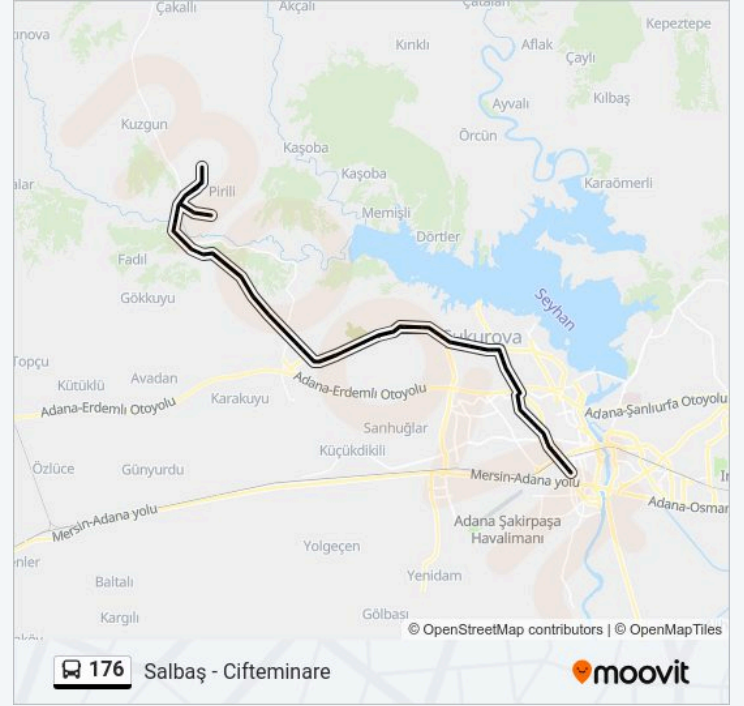 Çakallı
Akçalı
Kepeztepe
Kınklı
Aflak
Çaylı
Ayvalı
Kılbaş
Kuzgun
Örcün
Kaşoba
Kaşoba
Karaömerli
Pirili
Memişli
Dörtler
Fadıl
Gökkuyu
Seyhan
Çukurova
Topçu
Kütüklü
Avadan
Karakuyu
Adana-Erdemli Otoyolu
Adana-Erdemli Otoyolu
Adana-Şanlıurfa Otoyolu
Sarıhuğlar
Küçükdikili
Özlüce
Günyurdu
Mersin-Adana yolu
Mersin-Adana yolu
Adana-Osmar
Adana Şakirpaşa
Havalimanı
Yolgeçen
Yenidam
Baltalı
Kargılı
Gölbaşı
© OpenStreetMap contributors | © OpenMapTiles
176 Salbaş - Cifteminare
moovit